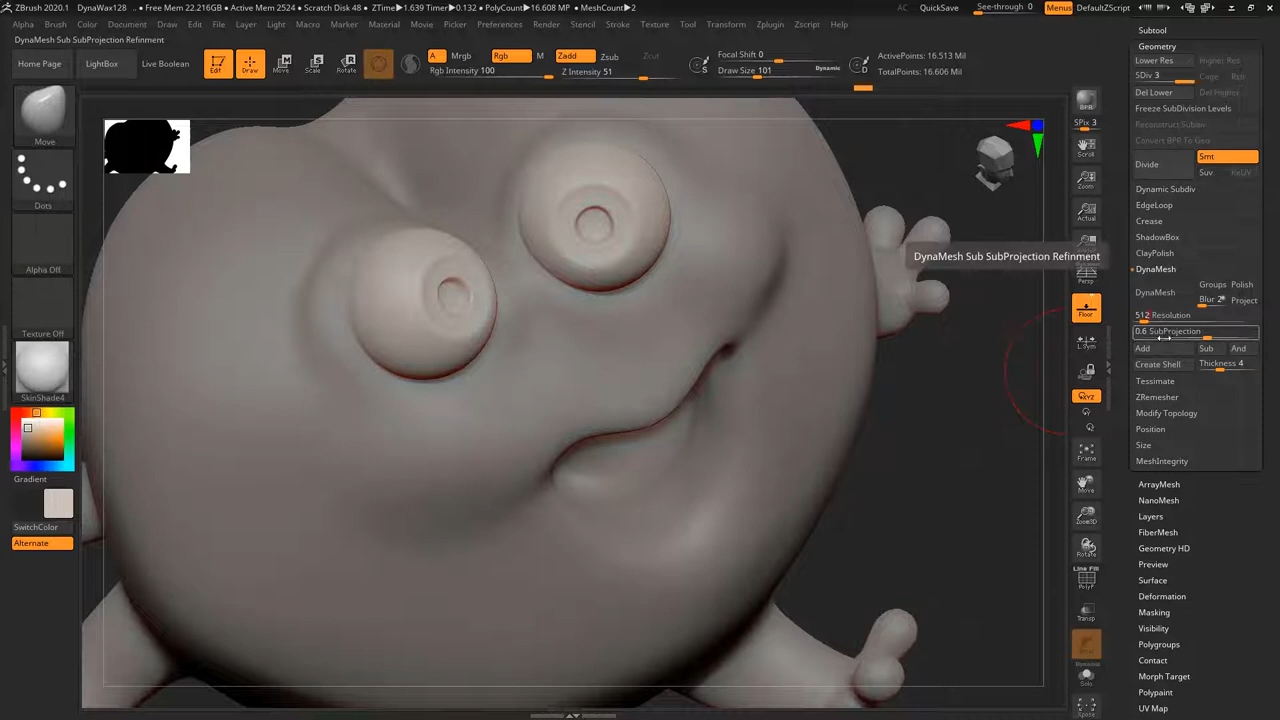 ZBrush 2020.1 DynaWax128 .. • Free Mem 22.216GB • Active Mem 2524 • Scratch Disk 48 • ZTime▶1.639 Timer▶0.132 • PolyCount▶16.608 MP • MeshCount▶2 AC QuickSave See-through 0 Menus DefaultZScript
Alpha Brush Color Document Draw Edit File Layer Light Macro Marker Material Movie Picker Preferences Render Stencil Stroke Texture Tool Transform Zplugin Zscript Help
DynaMesh Sub SubProjection Refinment
Home Page LightBox Live Boolean Edit Draw Move Scale Rotate A Mrgb Rgb M Zadd Zsub Zcut
Rgb Intensity 100 Z Intensity 51
Focal Shift 0
Draw Size 101 Dynamic
S D
ActivePoints: 16.513 Mil
TotalPoints: 16.606 Mil
Move
Dots
Alpha Off
Texture Off
SkinShade4
Gradient
SwitchColor
Alternate
DynaMesh Sub SubProjection Refinment
BPR
SPix 3
Scroll
Zoom
Actual
Persp
Floor
L.Sym
XYZ
Frame
Move
Zoom3D
Rotate
Line Fill
PolyF
Transp
Dynamic
Solo
Xpose
Subtool
Geometry
Lower Res Higher Res
SDiv 3 Cage Rstr
Del Lower Del Higher
Freeze SubDivision Levels
Reconstruct Subdiv
Convert BPR To Geo
Divide Smt
Suv ReUV
Dynamic Subdiv
EdgeLoop
Crease
ShadowBox
ClayPolish
DynaMesh
DynaMesh Groups Polish
Blur 2 Project
512 Resolution
0.6 SubProjection
Add Sub And
Create Shell Thickness 4
Tessimate
ZRemesher
Modify Topology
Position
Size
MeshIntegrity
ArrayMesh
NanoMesh
Layers
FiberMesh
Geometry HD
Preview
Surface
Deformation
Masking
Visibility
Polygroups
Contact
Morph Target
Polypaint
UV Map